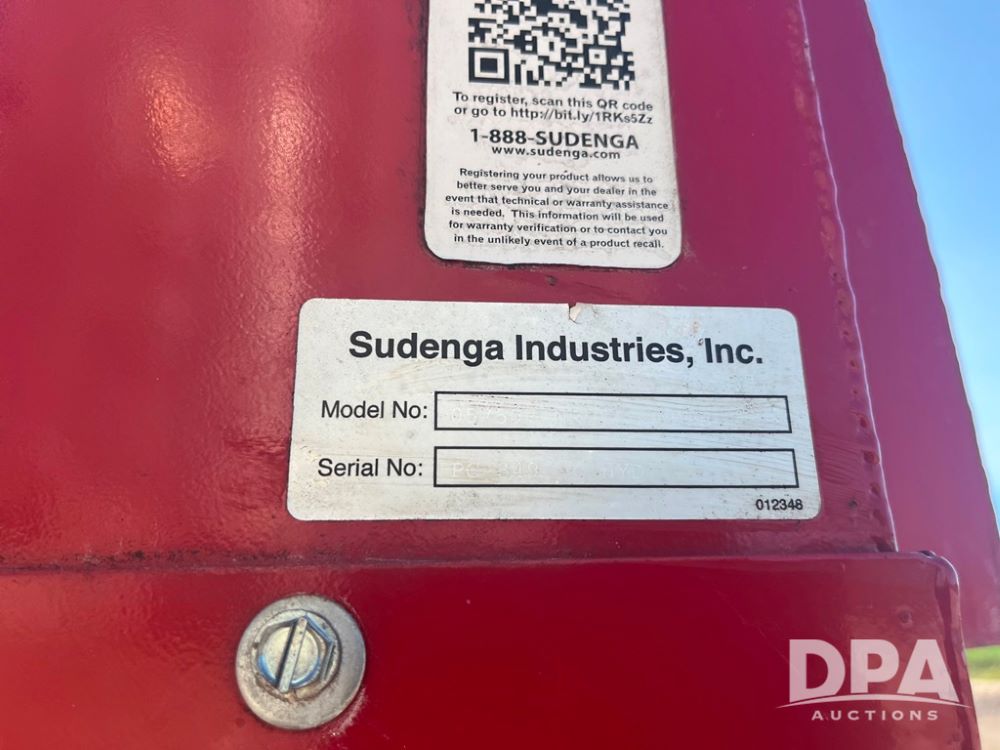 To register, scan this QR code
or go to http://bit.ly/1RKs5Zz
1-888-SUDENGA
www.sudenga.com
Registering your product allows us to
better serve you and your dealer in the
event that technical or warranty assistance
is needed. This information will be used
for warranty verification or to contact you
in the unlikely event of a product recall.
Sudenga Industries, Inc.
Model No:
Serial No:
012348
DPA
AUCTIONS